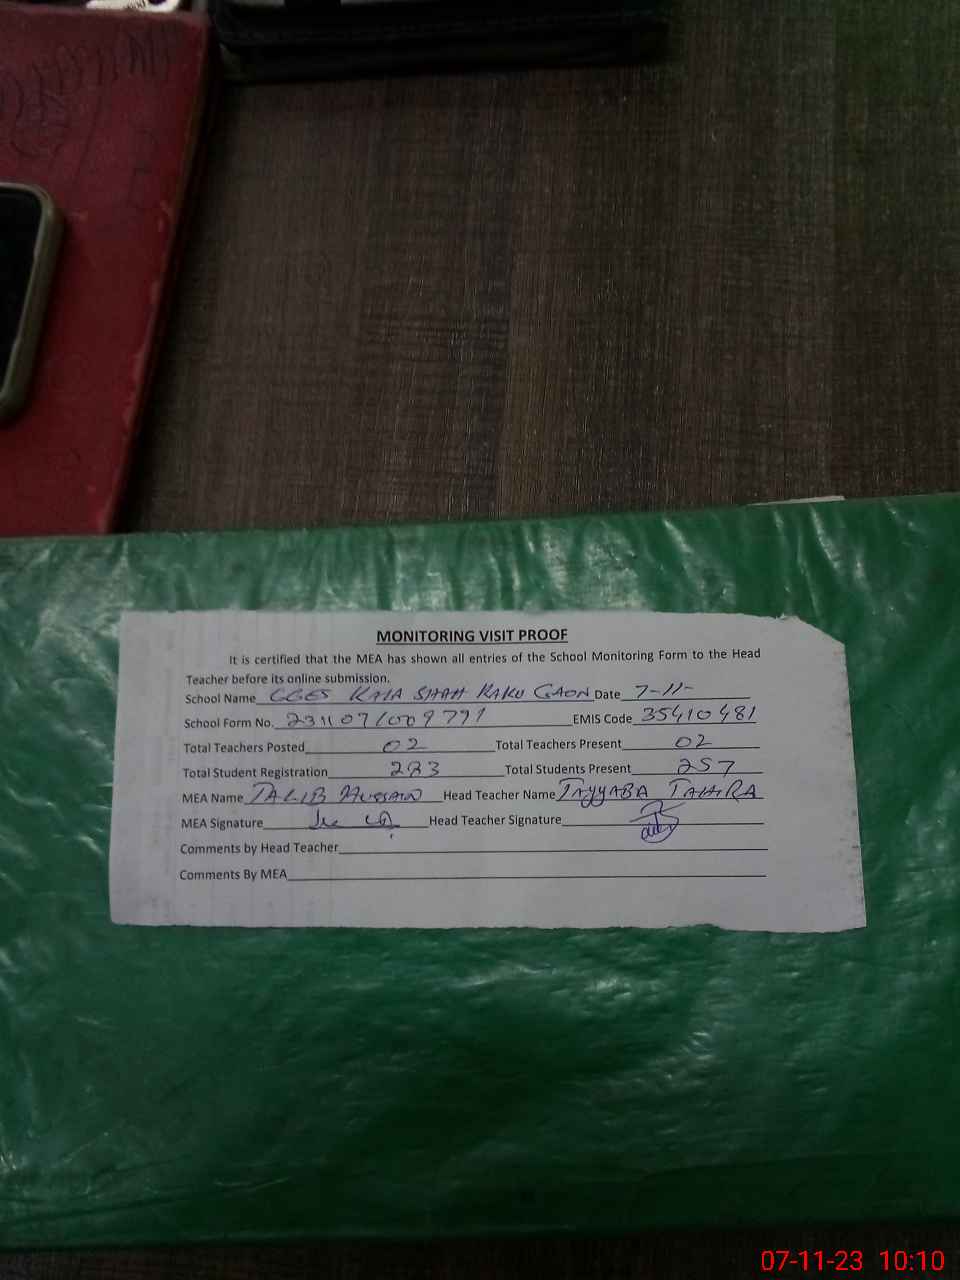 MONITORING VISIT PROOF
It is certified that the MEA has shown all entries of the School Monitoring Form to the Head
Teacher before its online submission.
School Name GGES KALA SHAH KAKU GAON Date 7-11-
School Form No. EMIS Code 35410481
Total Teachers Posted 02 Total Teachers Present 02
Total Student Registration 283 Total Students Present 257
MEA Name TALIB HUSSAIN Head Teacher Name TAYYABA TAHIRA
MEA Signature Head Teacher Signature
Comments by Head Teacher
Comments By MEA
07-11-23 10:10